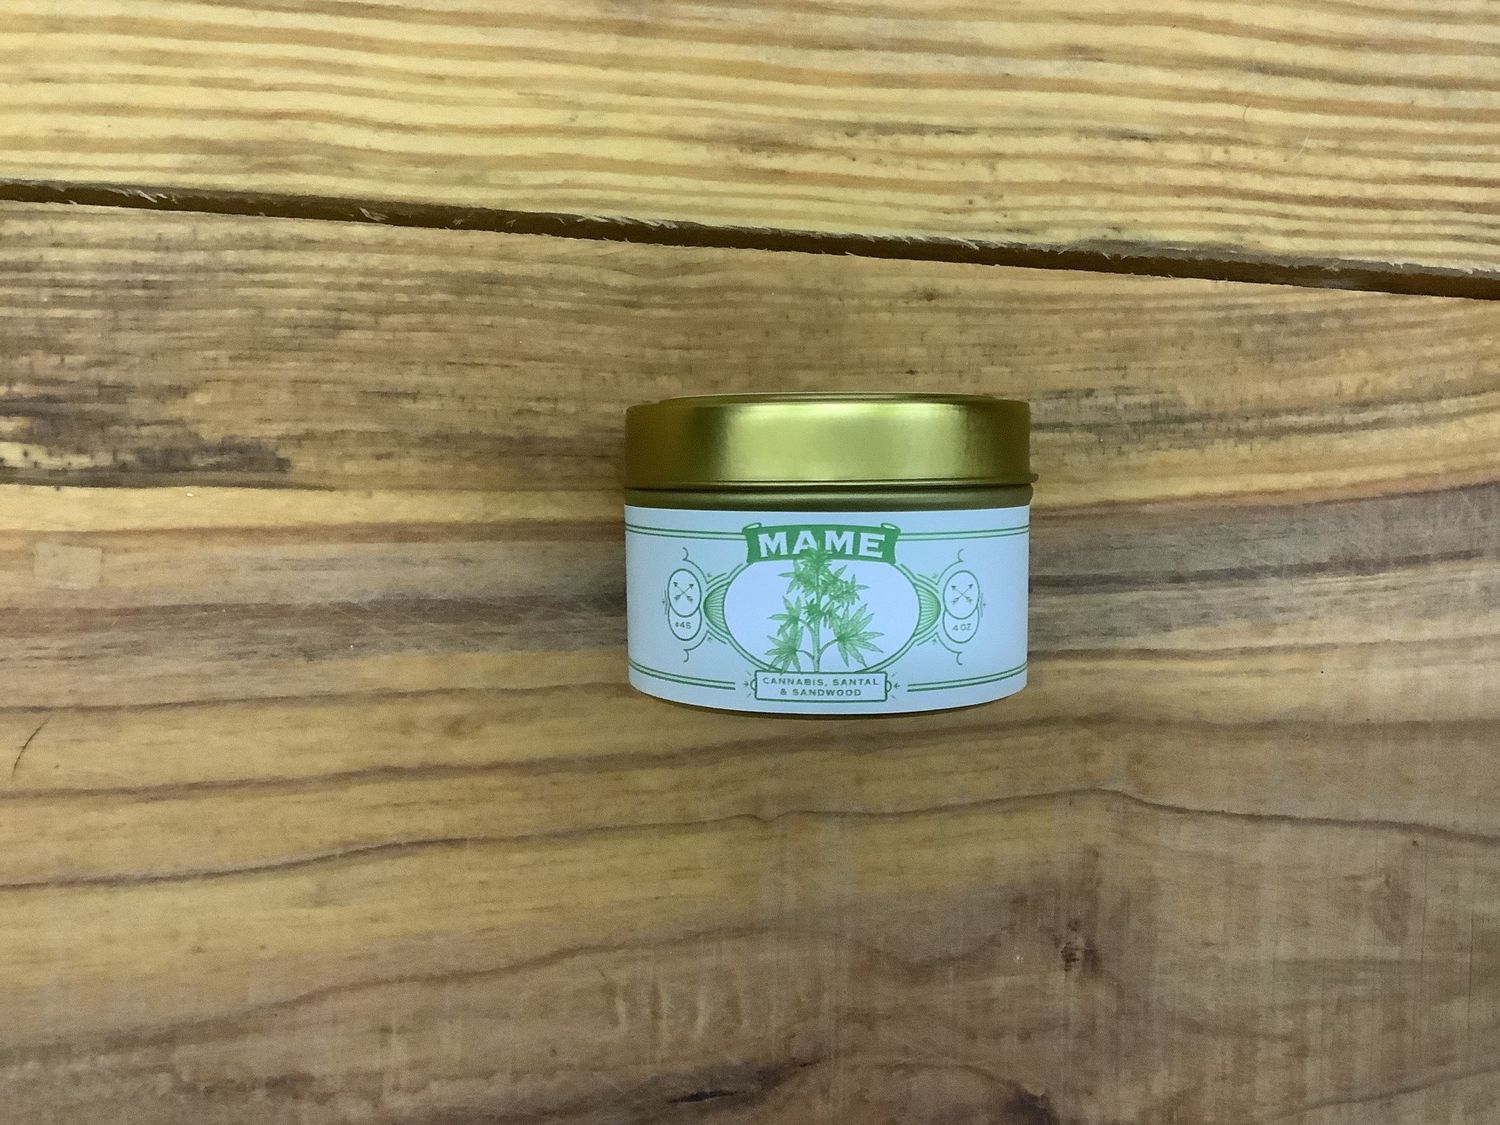 MAME
#45
4 OZ
CANNABIS, SANTAL
& SANDWOOD